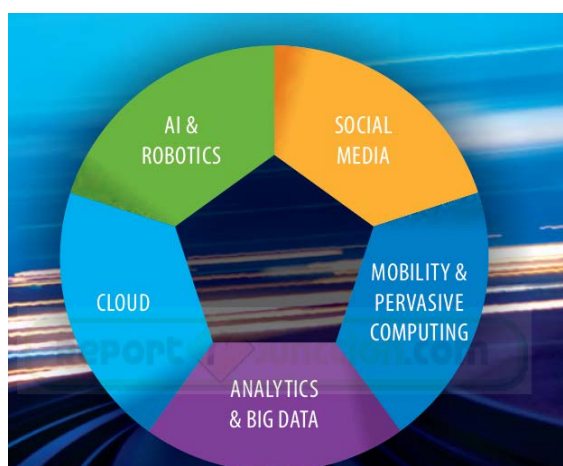 AI &
ROBOTICS
SOCIAL
MEDIA
CLOUD
MOBILITY &
PERVASIVE
COMPUTING
ANALYTICS
& BIG DATA